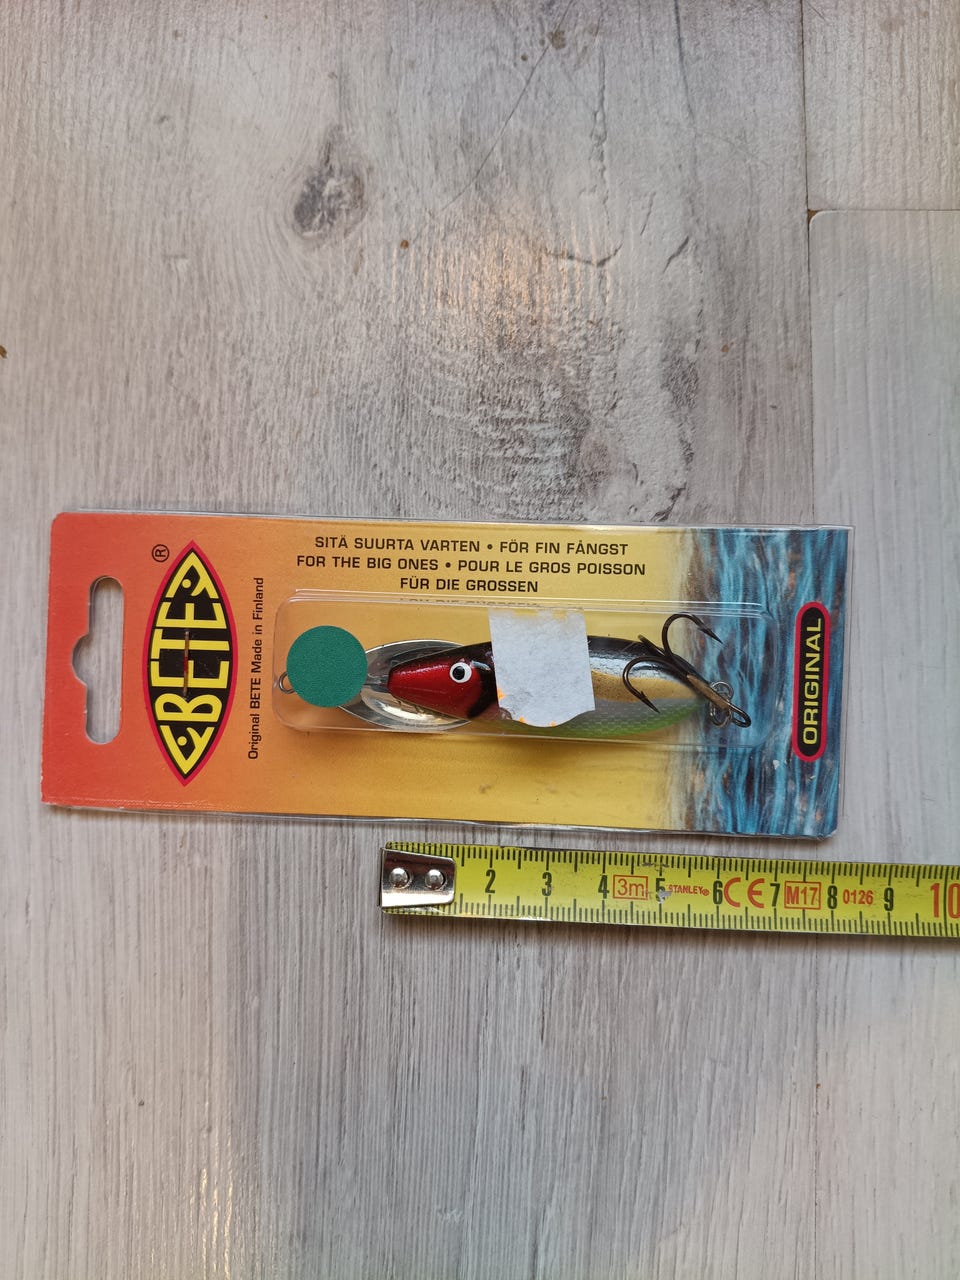 ®
BETE
Original BETE Made in Finland
SITÄ SUURTA VARTEN • FÖR FIN FÅNGST
FOR THE BIG ONES • POUR LE GROS POISSON
FÜR DIE GROSSEN
ORIGINAL
2 3 4 3m 5 STANLEY® 6 CE 7 M17 8 0126 9 10